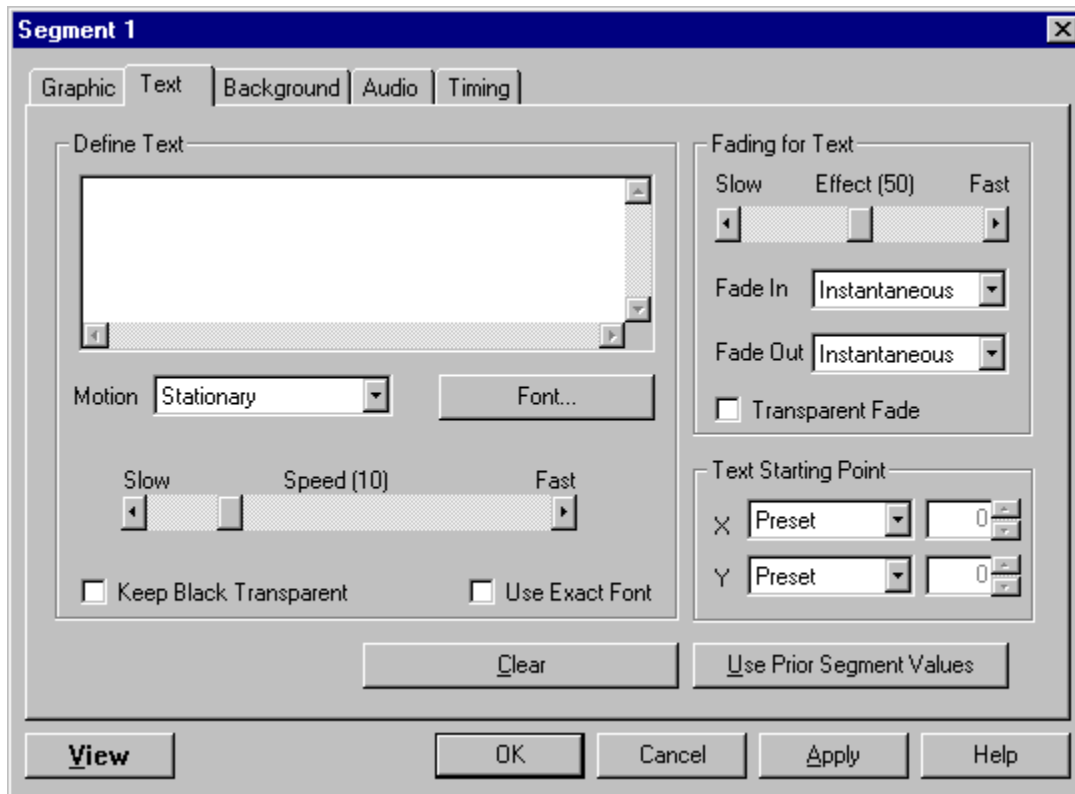 Segment 1
Graphic Text Background Audio Timing
Define Text
Motion Stationary Font...
Slow Speed (10) Fast
Keep Black Transparent Use Exact Font
Fading for Text
Slow Effect (50) Fast
Fade In Instantaneous
Fade Out Instantaneous
Transparent Fade
Text Starting Point
X Preset 0
Y Preset 0
Clear Use Prior Segment Values
View OK Cancel Apply Help